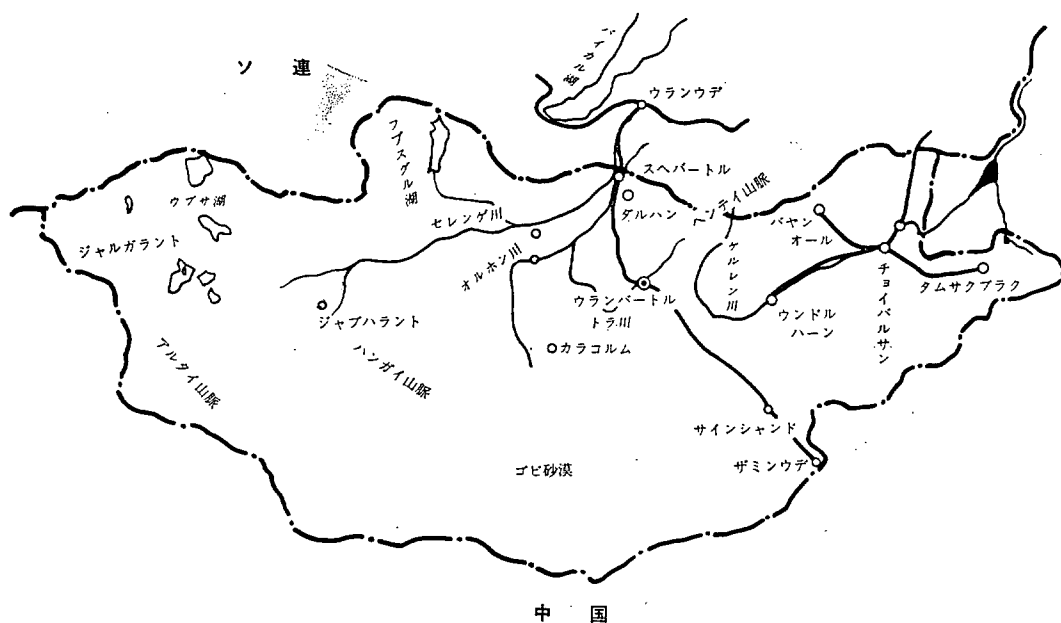 ソ 連
バイカル湖
ウランウデ
フブスグル湖
スヘバートル
ウブサ湖
ダルハン
ヘンテイ山脈
セレンゲ川
バヤン
オール
ジャルガラント
オルホン川
ケルレン川
チョイバルサン
タムサクブラク
ウランバートル
トラ川
ウンドル
ハーン
ジャブハラント
カラコルム
ハンガイ山脈
アルタイ山脈
サインシャンド
ザミンウデ
ゴビ砂漠
中 国